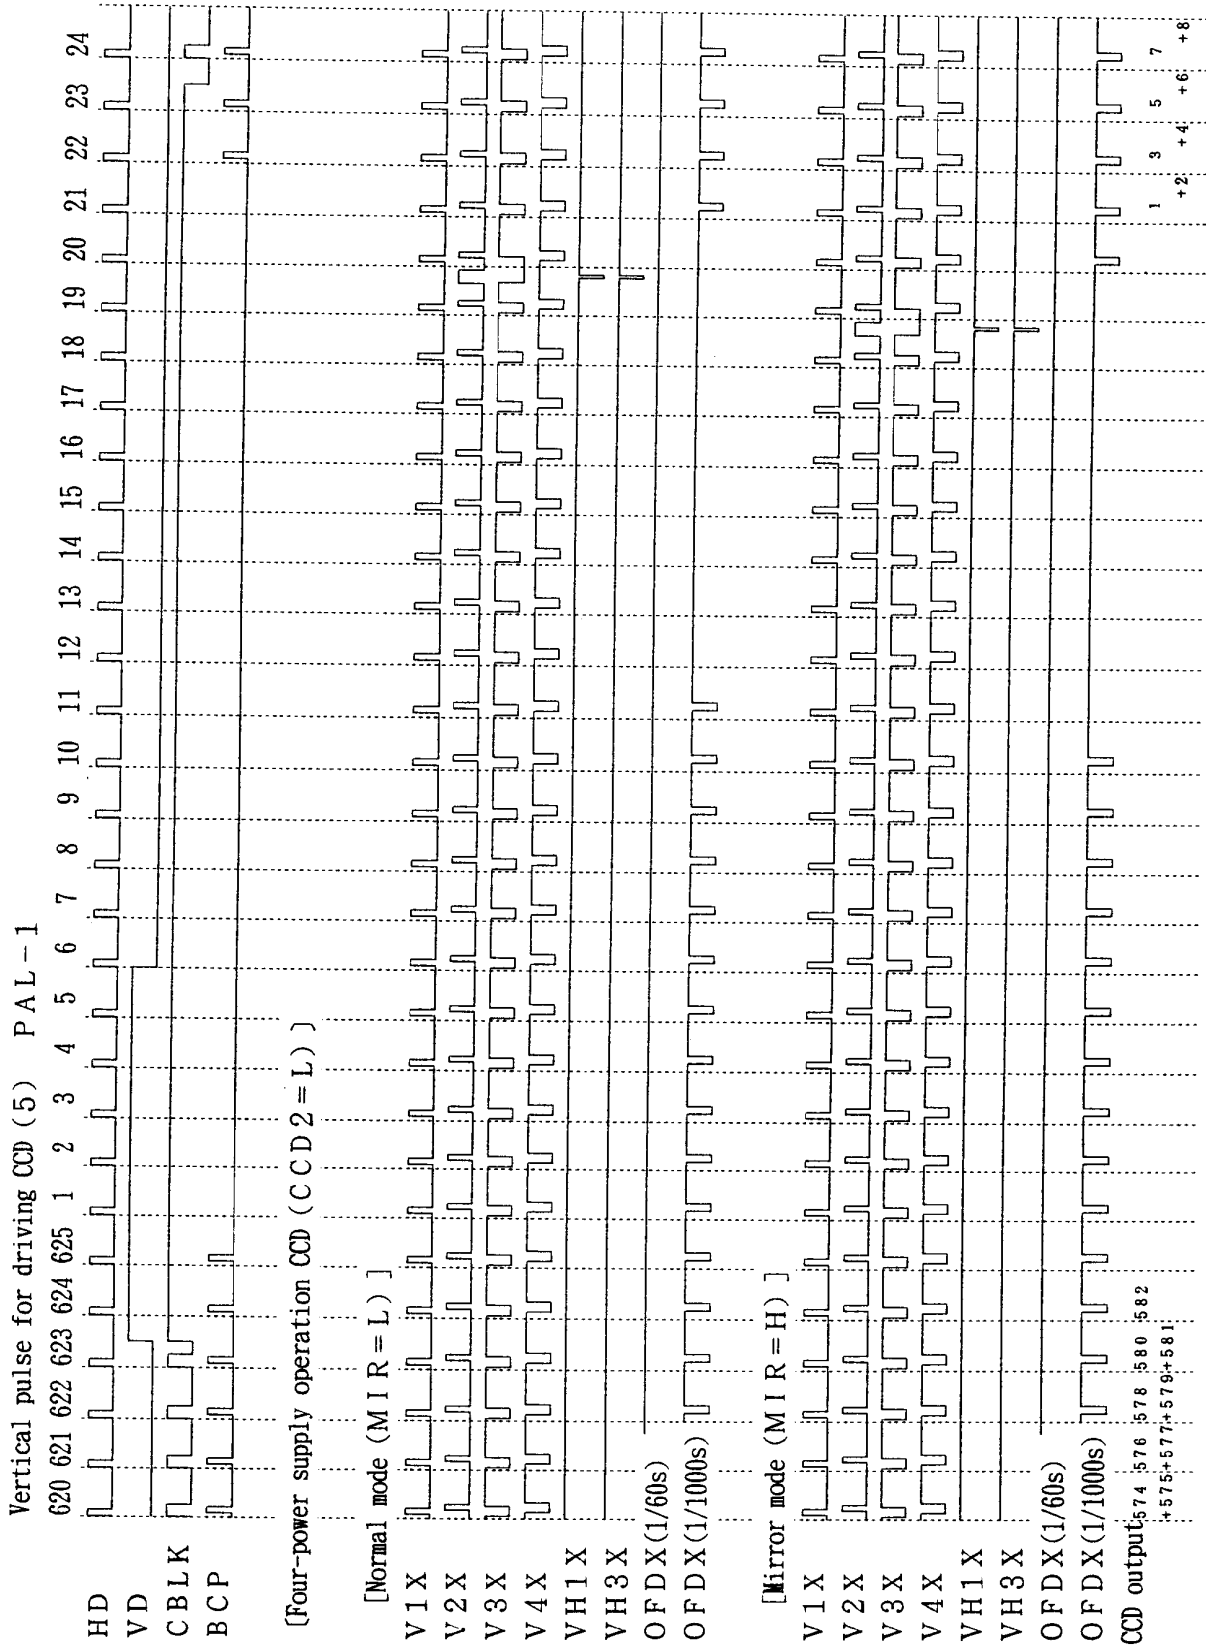 Vertical pulse for driving CCD (5) PAL-1
620 621 622 623 624 625 1 2 3 4 5 6 7 8 9 10 11 12 13 14 15 16 17 18 19 20 21 22 23 24
HD
VD
CBLK
BCP
[Four-power supply operation CCD (CCD2=L)]
[Normal mode (MIR=L)]
V1X
V2X
V3X
V4X
VH1X
VH3X
OFDX(1/60s)
OFDX(1/1000s)
[Mirror mode (MIR=H)]
V1X
V2X
V3X
V4X
VH1X
VH3X
OFDX(1/60s)
OFDX(1/1000s)
CCD output 574 576 578 580 582 1 3 5 7
+575+577+579+581 +2 +4 +6 +8